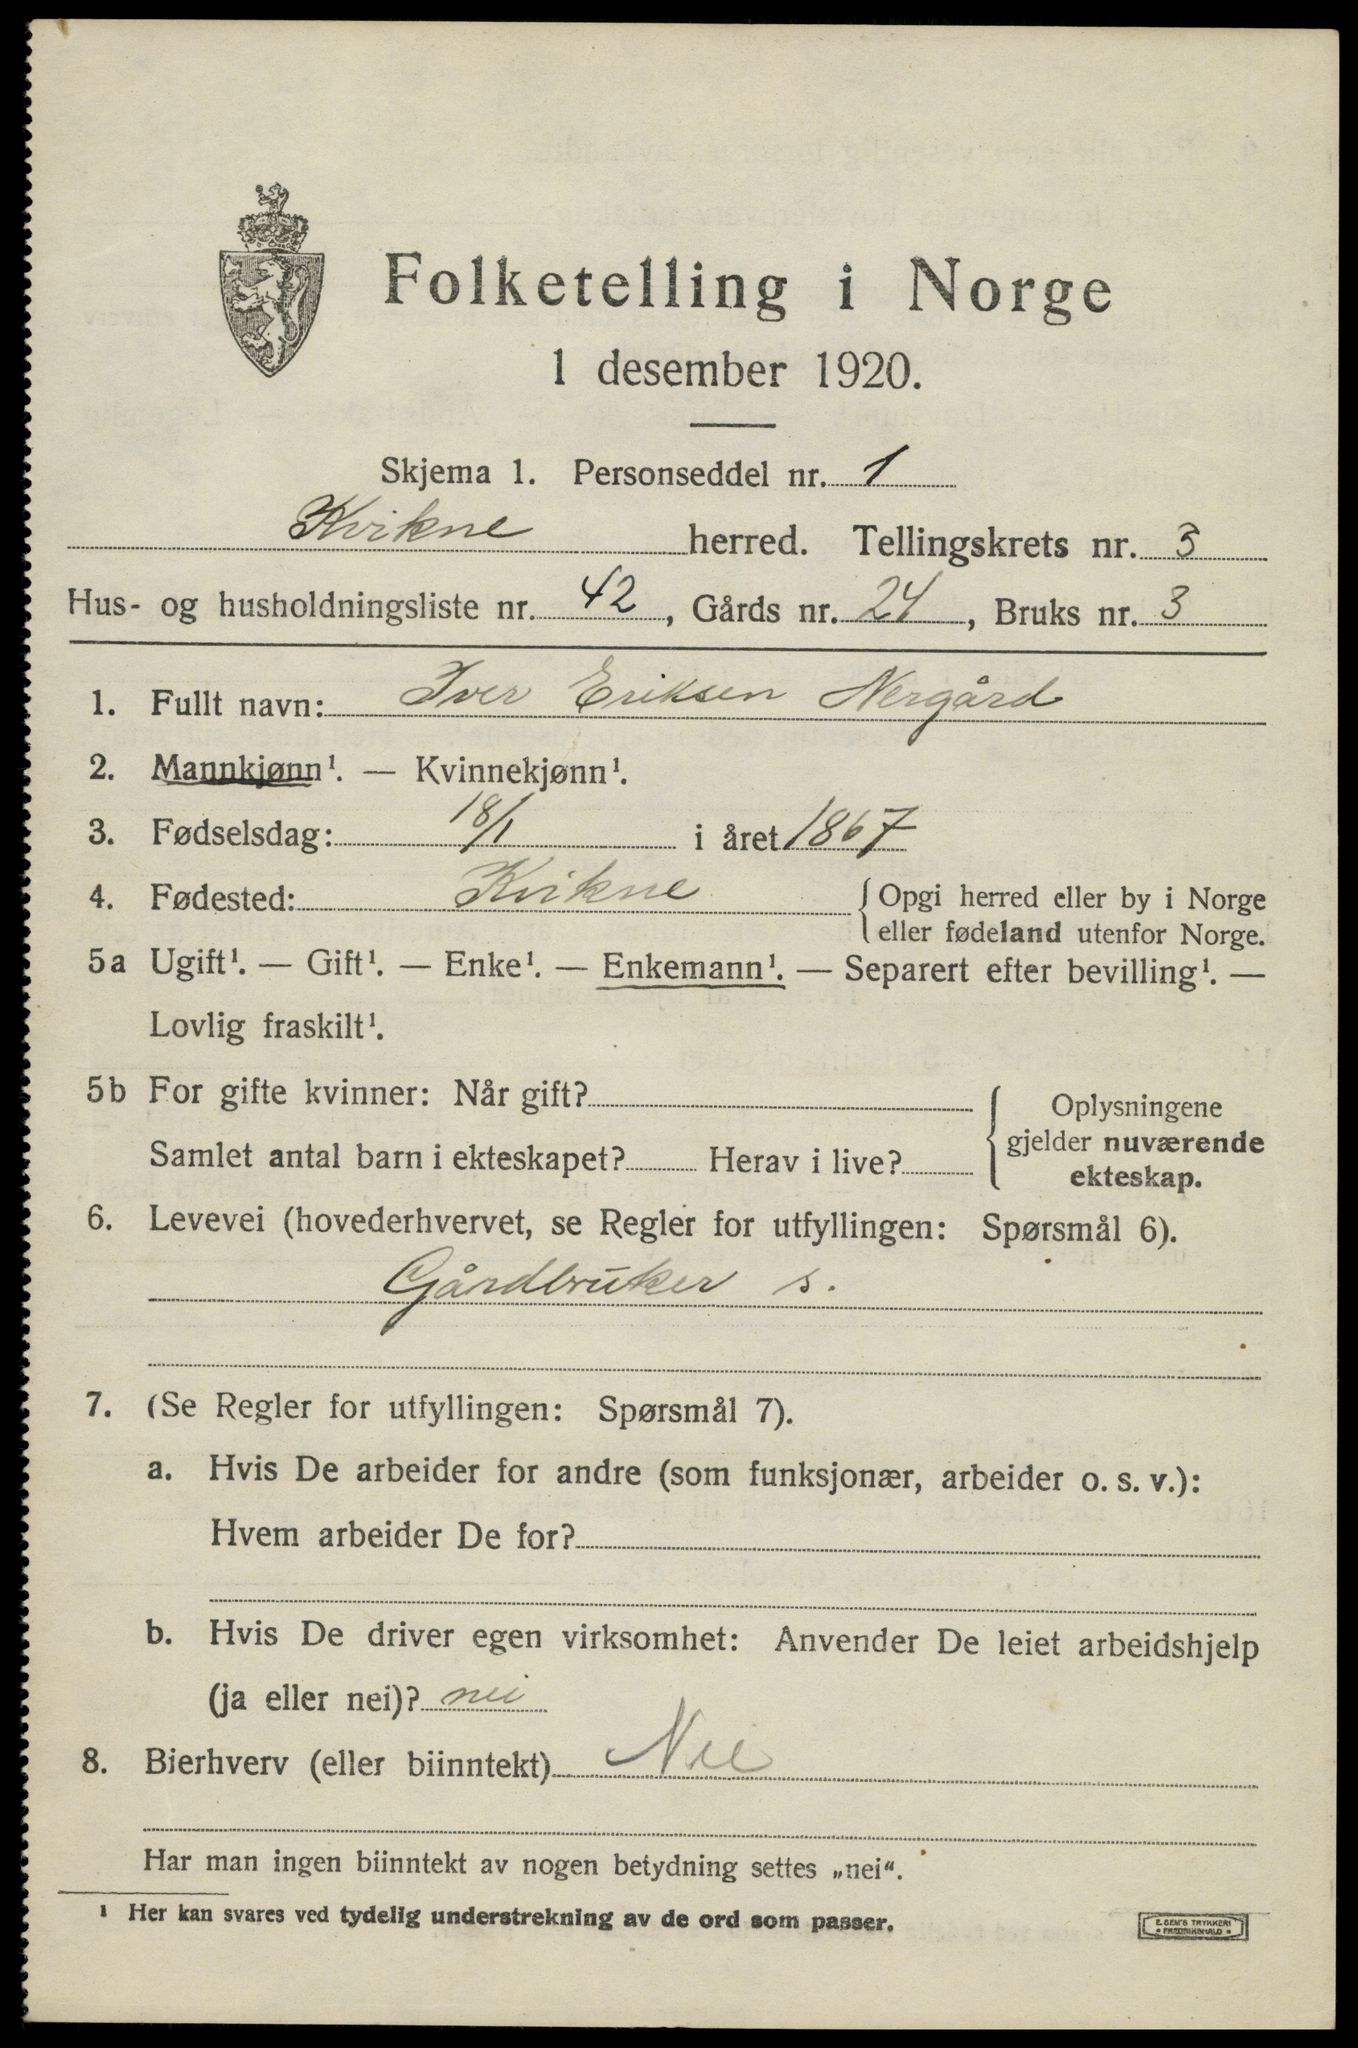 Folketelling i Norge
1 desember 1920.
Skjema 1. Personseddel nr. 1
Kvikne herred. Tellingskrets nr. 3
Hus- og husholdningsliste nr. 42, Gårds nr. 24, Bruks nr. 3
1. Fullt navn: Iver Eriksen Nergård
2. Mannkjønn¹. — Kvinnekjønn¹.
3. Fødselsdag: 18/1 i året 1867
4. Fødested: Kvikne { Opgi herred eller by i Norge
eller fødeland utenfor Norge.
5a Ugift¹. — Gift¹. — Enke¹. — Enkemann¹. — Separert efter bevilling¹. —
Lovlig fraskilt¹.
5b For gifte kvinner: Når gift?
Samlet antal barn i ekteskapet? Herav i live?
Oplysningene
gjelder nuværende
ekteskap.
6. Levevei (hovederhvervet, se Regler for utfyllingen: Spørsmål 6).
Gårdbruker s.
7. (Se Regler for utfyllingen: Spørsmål 7).
a. Hvis De arbeider for andre (som funksjonær, arbeider o. s. v.):
Hvem arbeider De for?
b. Hvis De driver egen virksomhet: Anvender De leiet arbeidshjelp
(ja eller nei)? nei
8. Bierhverv (eller biinntekt) Nei
Har man ingen biinntekt av nogen betydning settes „nei“.
¹ Her kan svares ved tydelig understrekning av de ord som passer.
E. SEM'S TRYKKERI
FREDRIKSHALD